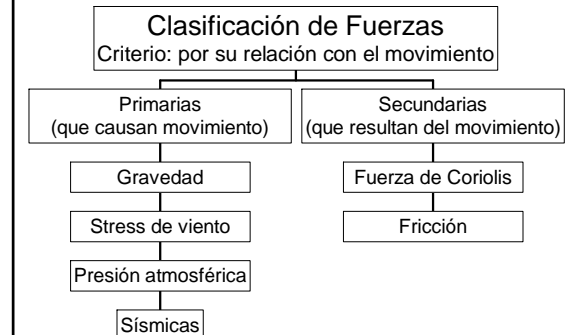 Clasificación de Fuerzas
Criterio: por su relación con el movimiento
Primarias
(que causan movimiento)
Gravedad
Stress de viento
Presión atmosférica
Sísmicas
Secundarias
(que resultan del movimiento)
Fuerza de Coriolis
Fricción